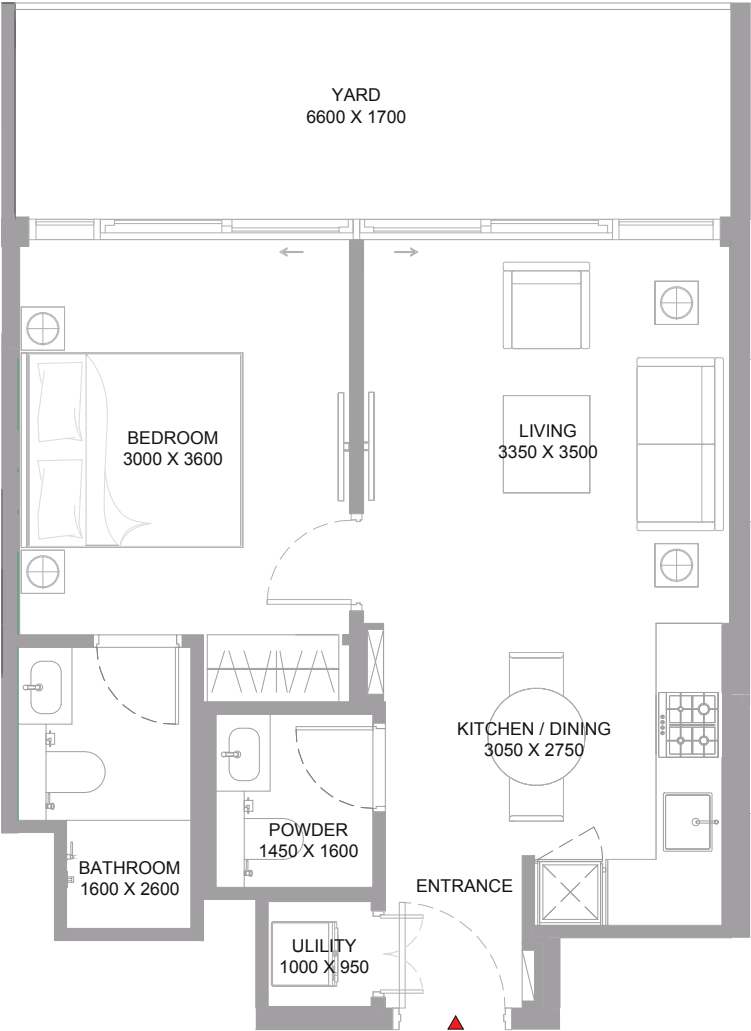 YARD
6600 X 1700
BEDROOM
3000 X 3600
LIVING
3350 X 3500
KITCHEN / DINING
3050 X 2750
POWDER
1450 X 1600
BATHROOM
1600 X 2600
ENTRANCE
ULILITY
1000 X 950